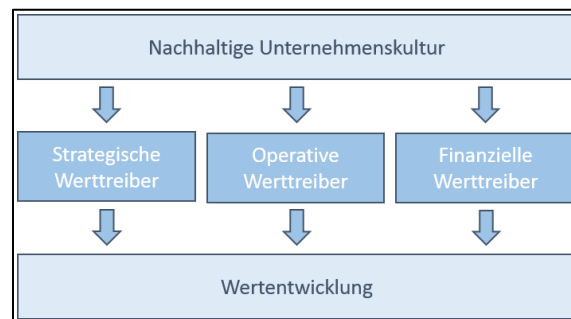 Nachhaltige Unternehmenskultur
Strategische
Werttreiber
Operative
Werttreiber
Finanzielle
Werttreiber
Wertentwicklung